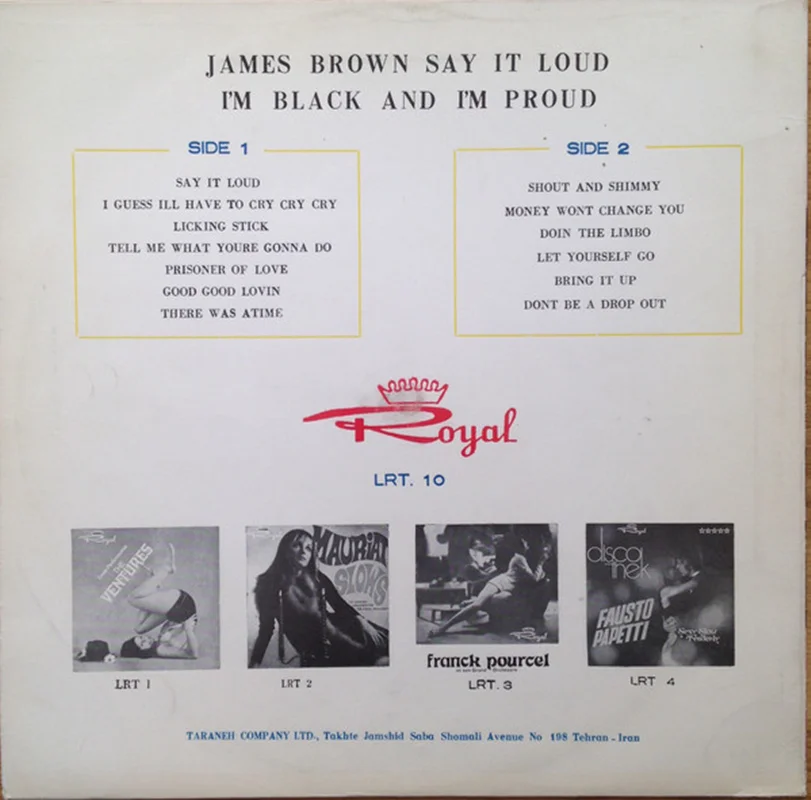 JAMES BROWN SAY IT LOUD
I'M BLACK AND I'M PROUD
SIDE 1
SAY IT LOUD
I GUESS ILL HAVE TO CRY CRY CRY
LICKING STICK
TELL ME WHAT YOURE GONNA DO
PRISONER OF LOVE
GOOD GOOD LOVIN
THERE WAS ATIME
SIDE 2
SHOUT AND SHIMMY
MONEY WONT CHANGE YOU
DOIN THE LIMBO
LET YOURSELF GO
BRING IT UP
DONT BE A DROP OUT
Royal
LRT. 10
Royal
THE
VENTURES
LRT 1
MAURIAT
SLOWS
LRT 2
Royal
franck pourcel
LRT. 3
Royal
disco
FAUSTO
PAPETTI
LRT 4
TARANEH COMPANY LTD., Takhte Jamshid Saba Shomali Avenue No 198 Tehran - Iran